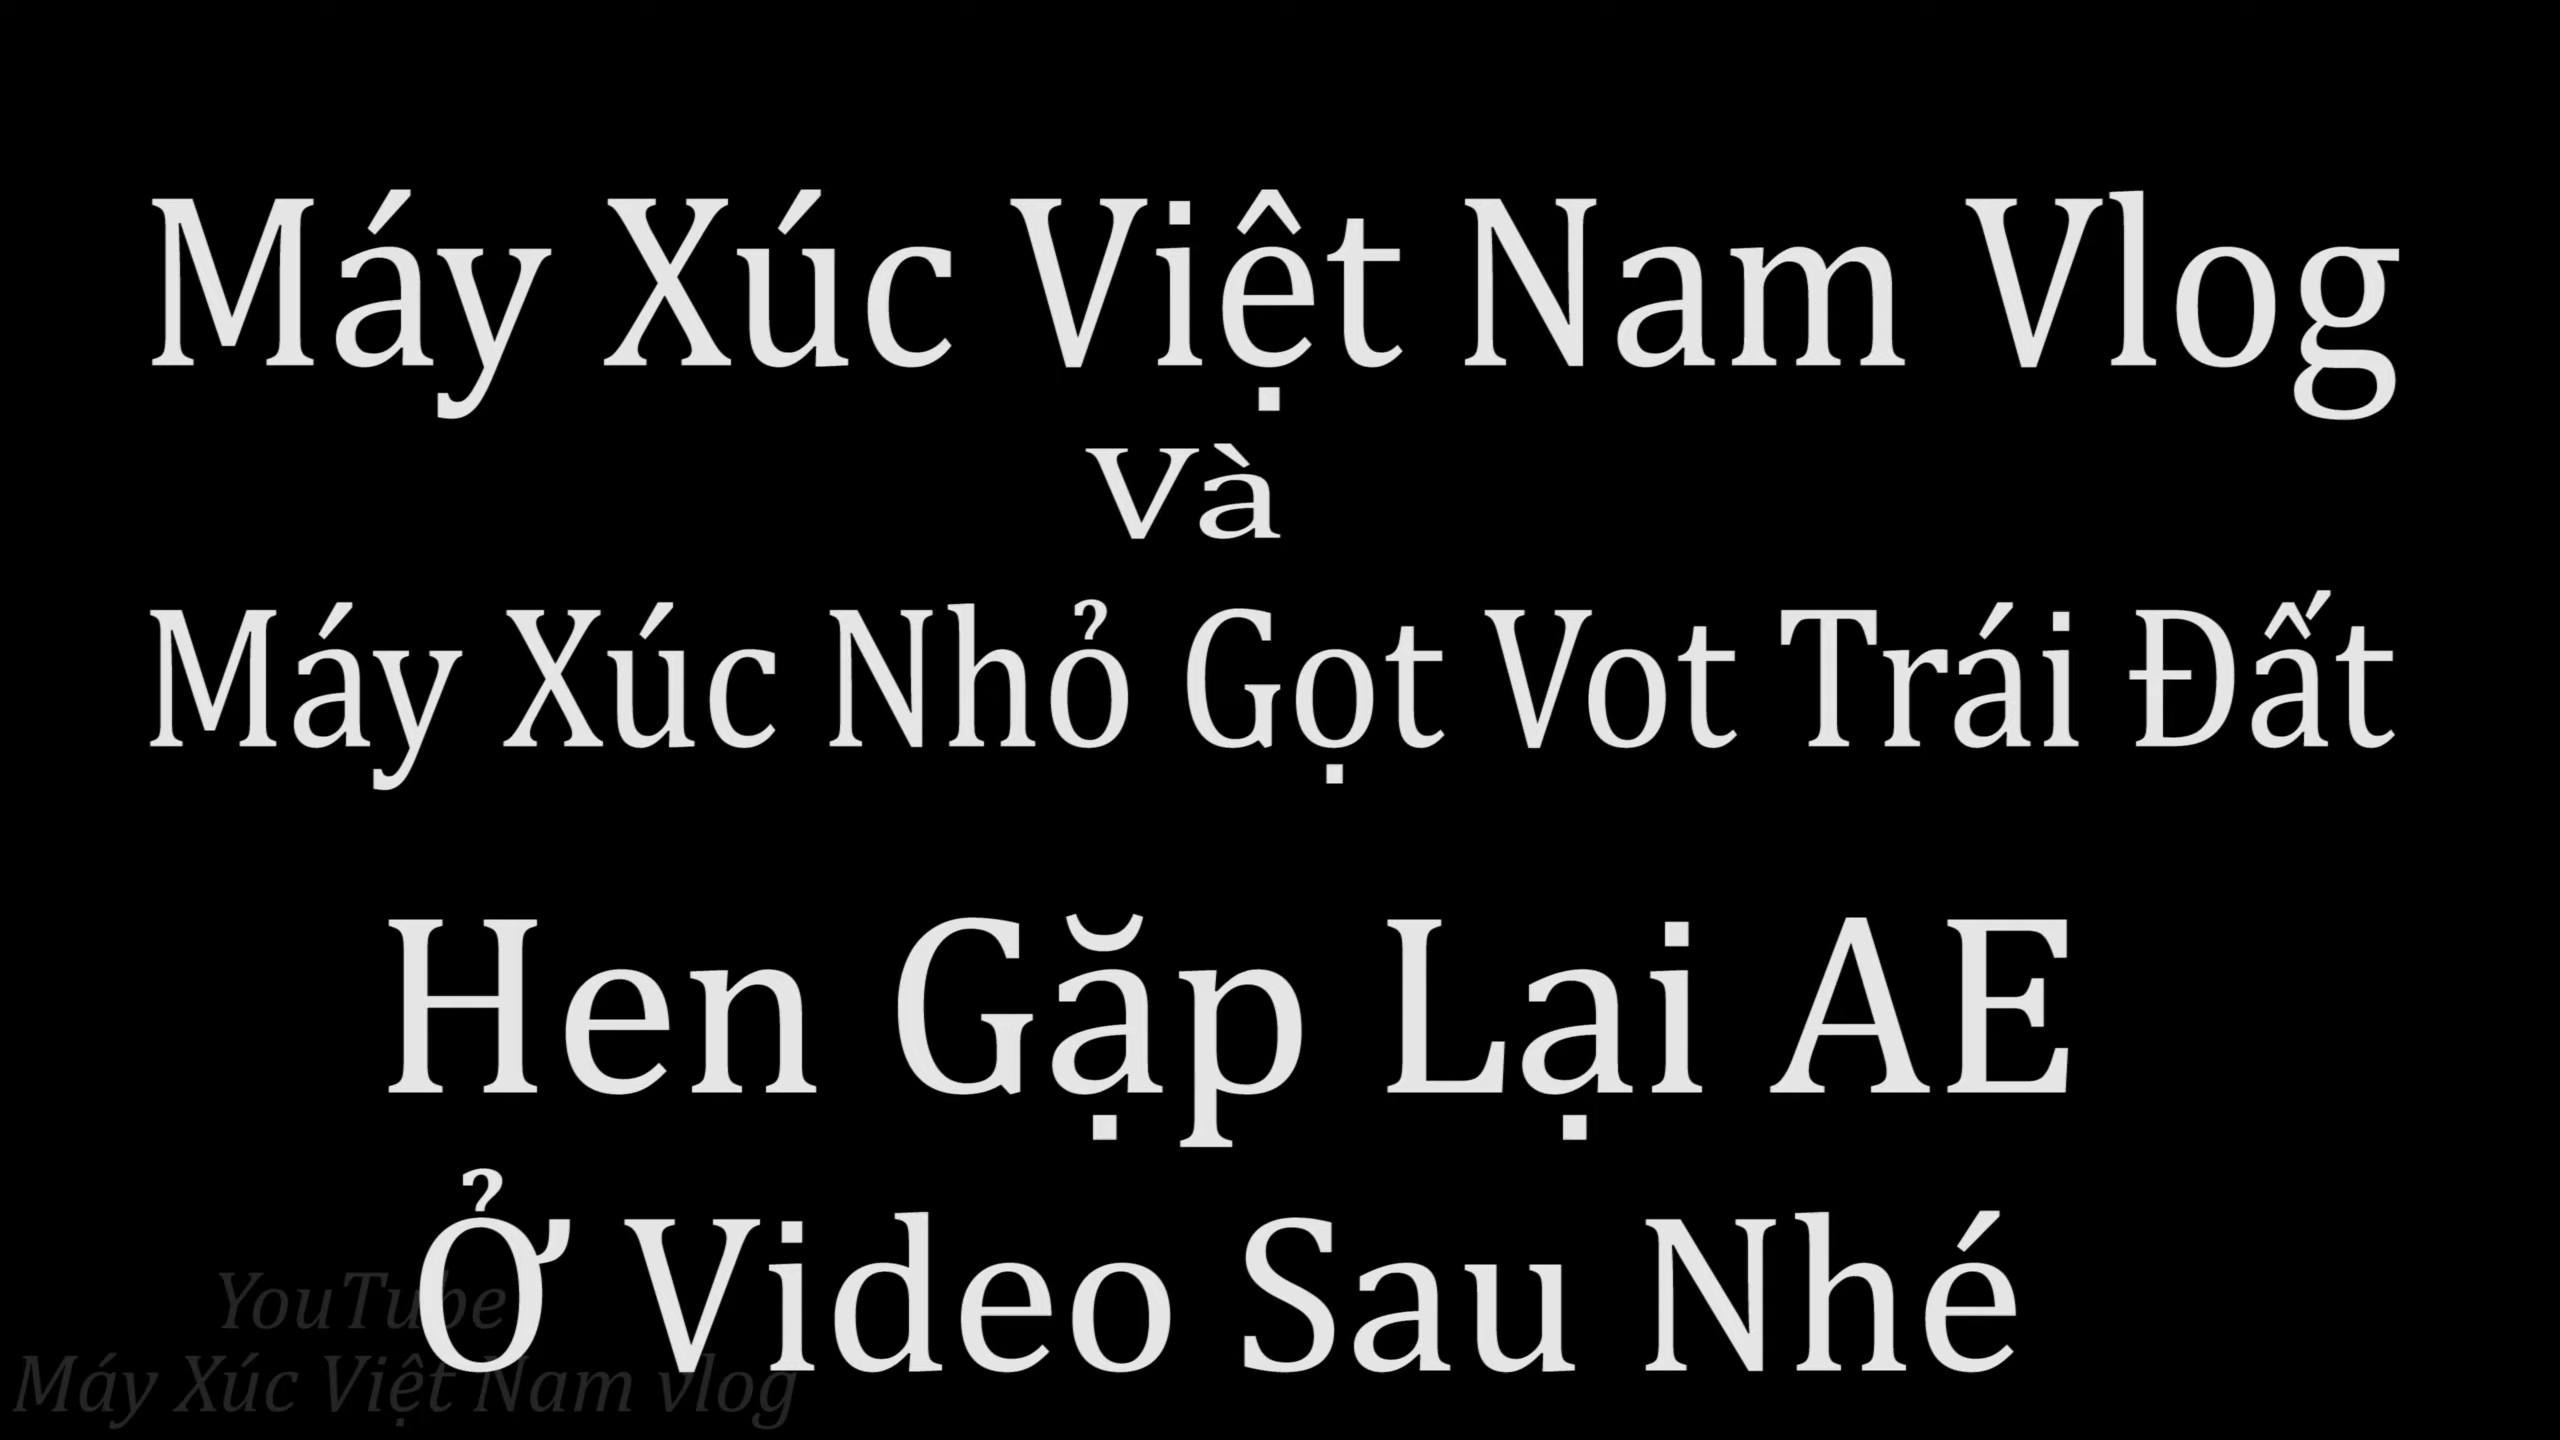 Máy Xúc Việt Nam Vlog
Và
Máy Xúc Nhỏ Gọt Vot Trái Đất
Hen Gặp Lại AE
Ở Video Sau Nhé
YouTube
Máy Xúc Việt Nam vlog